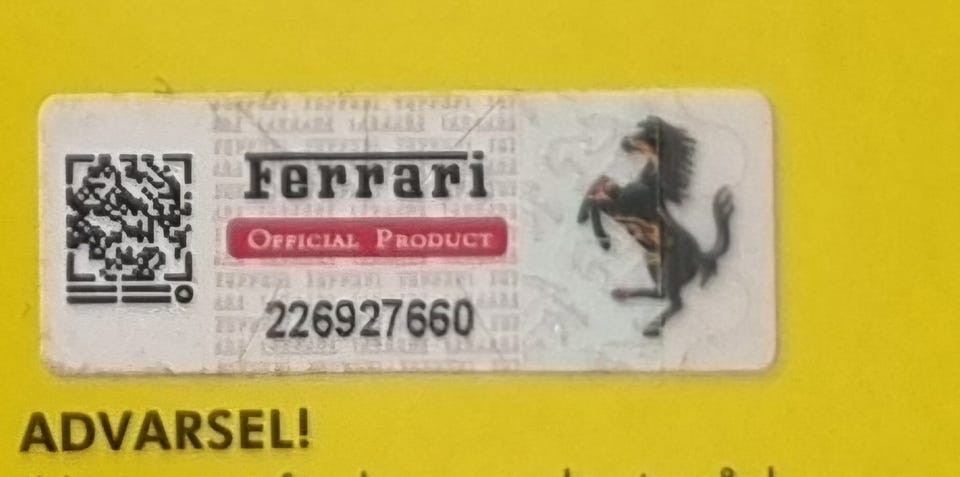 Ferrari
OFFICIAL PRODUCT
226927660
ADVARSEL!